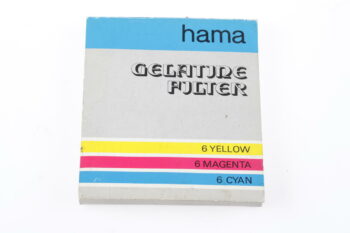 hama
GELATINE
FILTER
6 YELLOW
6 MAGENTA
6 CYAN